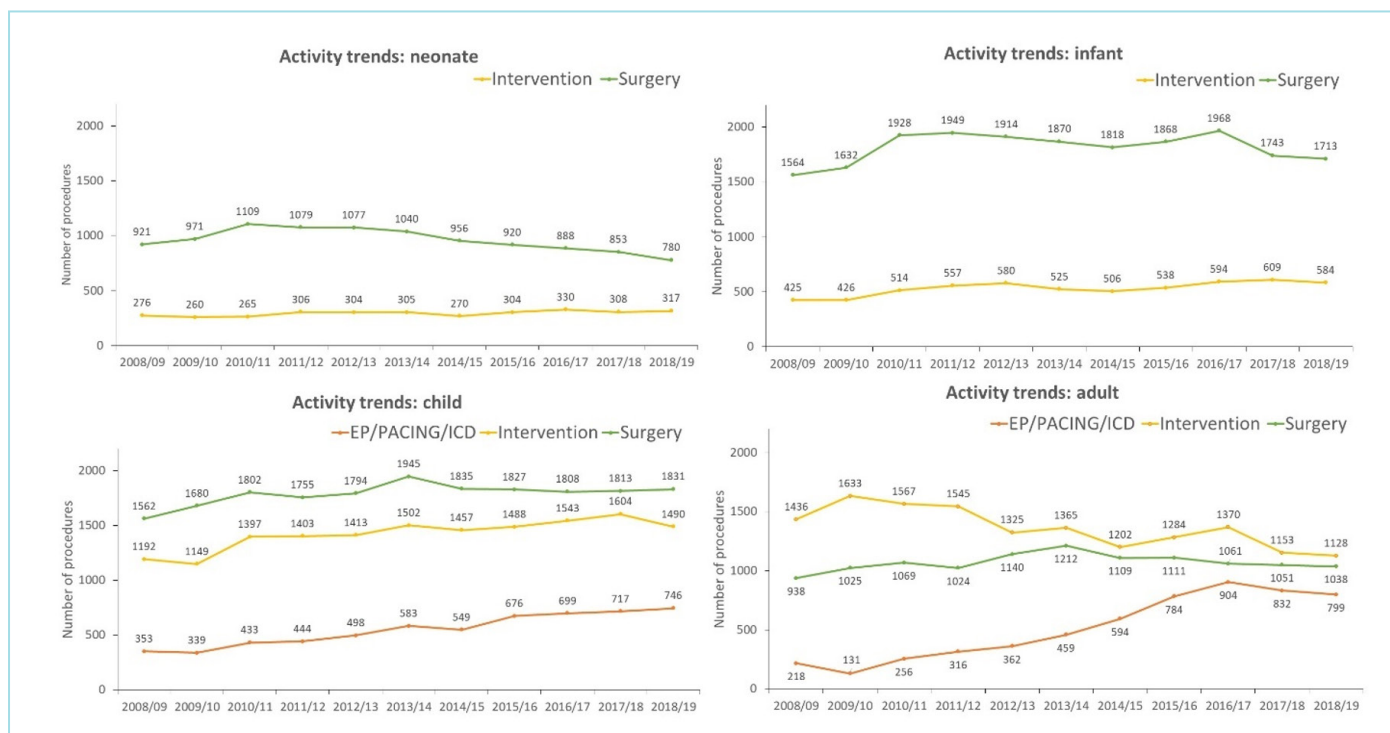 Activity trends: neonate
Intervention Surgery
Number of procedures
2000
1500
1000
500
0
921 971 1109 1079 1077 1040 956 920 888 853 780
276 260 265 306 304 305 270 304 330 308 317
2008/09 2009/10 2010/11 2011/12 2012/13 2013/14 2014/15 2015/16 2016/17 2017/18 2018/19
Activity trends: infant
Intervention Surgery
Number of procedures
2000
1500
1000
500
0
1564 1632 1928 1949 1914 1870 1818 1868 1968 1743 1713
425 426 514 557 580 525 506 538 594 609 584
2008/09 2009/10 2010/11 2011/12 2012/13 2013/14 2014/15 2015/16 2016/17 2017/18 2018/19
Activity trends: child
EP/PACING/ICD Intervention Surgery
Number of procedures
2000
1500
1000
500
0
1562 1680 1802 1755 1794 1945 1835 1827 1808 1813 1831
1192 1149 1397 1403 1413 1502 1457 1488 1543 1604 1490
353 339 433 444 498 583 549 676 699 717 746
2008/09 2009/10 2010/11 2011/12 2012/13 2013/14 2014/15 2015/16 2016/17 2017/18 2018/19
Activity trends: adult
EP/PACING/ICD Intervention Surgery
Number of procedures
2000
1500
1000
500
0
1436 1633 1567 1545 1325 1365 1202 1284 1370 1153 1128
938 1025 1069 1024 1140 1212 1109 1111 1061 1051 1038
218 131 256 316 362 459 594 784 904 832 799
2008/09 2009/10 2010/11 2011/12 2012/13 2013/14 2014/15 2015/16 2016/17 2017/18 2018/19